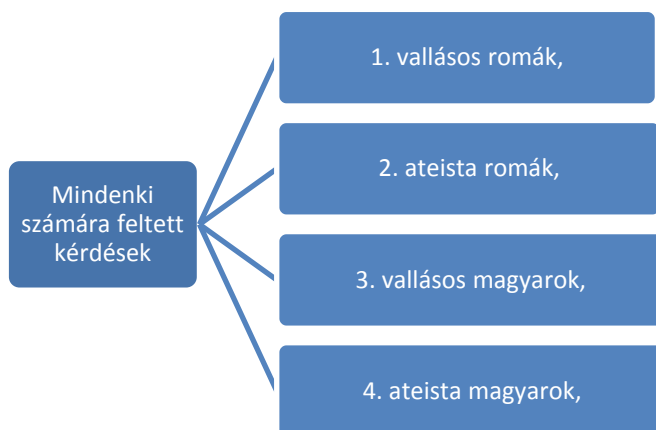 Mindenki
számára feltett
kérdések
1. vallásos romák,
2. ateista romák,
3. vallásos magyarok,
4. ateista magyarok,